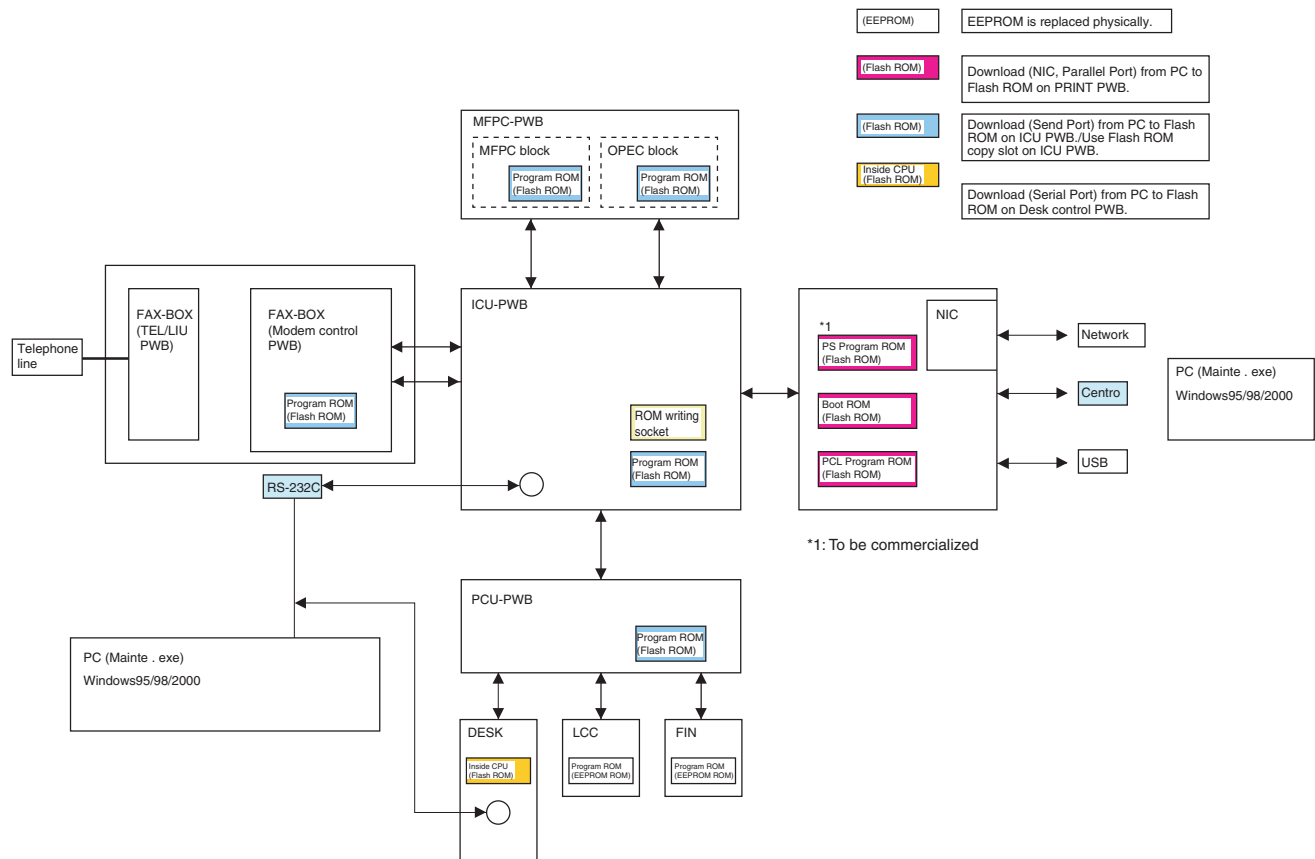 (EEPROM)
EEPROM is replaced physically.
(Flash ROM)
Download (NIC, Parallel Port) from PC to
Flash ROM on PRINT PWB.
(Flash ROM)
Download (Send Port) from PC to Flash
ROM on ICU PWB./Use Flash ROM
copy slot on ICU PWB.
Inside CPU
(Flash ROM)
Download (Serial Port) from PC to Flash
ROM on Desk control PWB.
MFPC-PWB
MFPC block
Program ROM
(Flash ROM)
OPEC block
Program ROM
(Flash ROM)
Telephone
line
FAX-BOX
(TEL/LIU
PWB)
FAX-BOX
(Modem control
PWB)
Program ROM
(Flash ROM)
ICU-PWB
ROM writing
socket
Program ROM
(Flash ROM)
*1
PS Program ROM
(Flash ROM)
Boot ROM
(Flash ROM)
PCL Program ROM
(Flash ROM)
NIC
Network
Centro
USB
PC (Mainte . exe)
Windows95/98/2000
RS-232C
*1: To be commercialized
PCU-PWB
Program ROM
(Flash ROM)
PC (Mainte . exe)
Windows95/98/2000
DESK
Inside CPU
(Flash ROM)
LCC
Program ROM
(EEPROM ROM)
FIN
Program ROM
(EEPROM ROM)